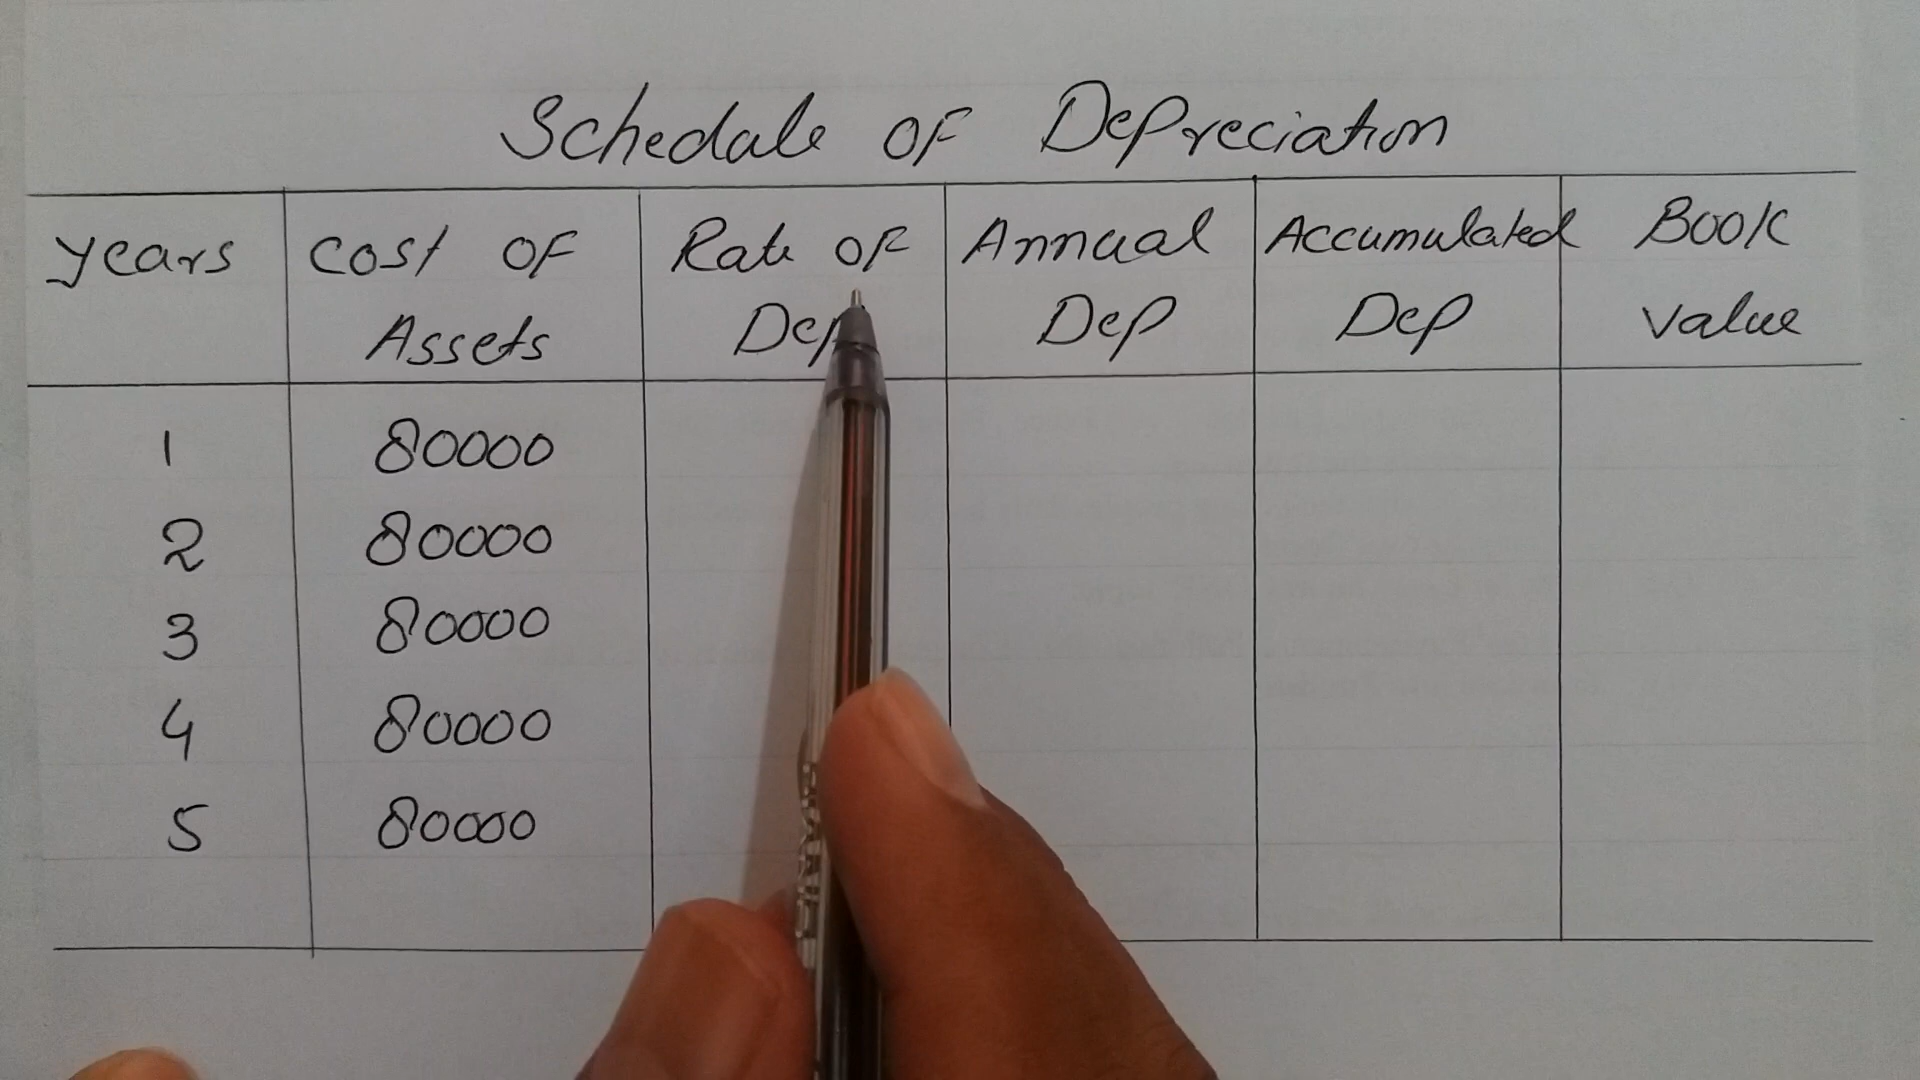 Schedule OF Depreciation
years cost OF Assets Rate OF Dep Annual Dep Accumulated Dep Book value
1 80000
2 80000
3 80000
4 80000
5 80000